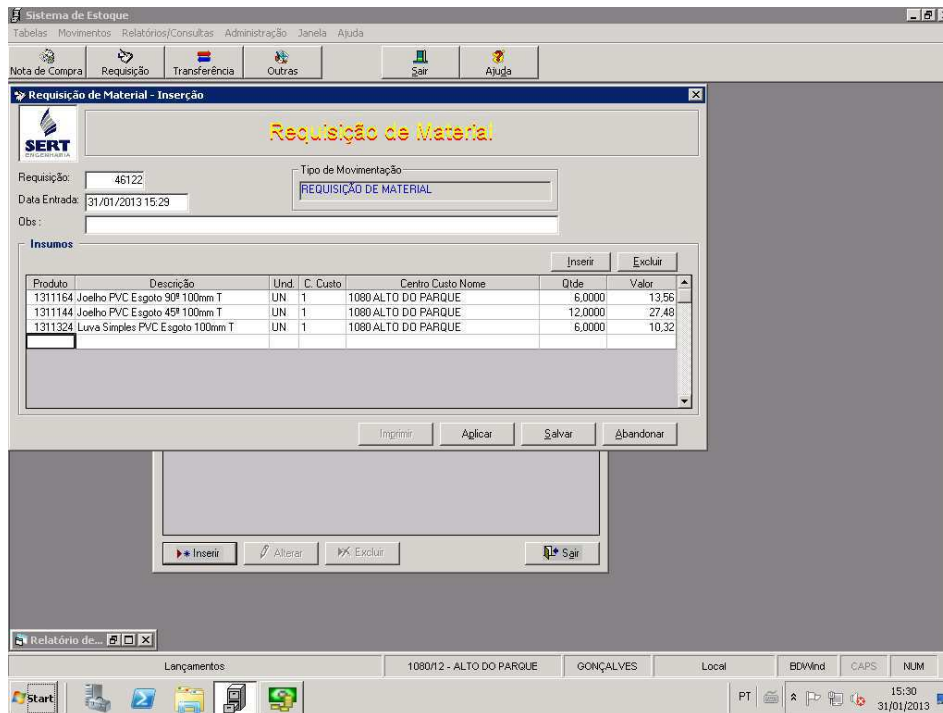 Sistema de Estoque
Tabelas Movimentos Relatórios/Consultas Administração Janela Ajuda
Nota de Compra Requisição Transferência Outras Sair Ajuda
Requisição de Material - Inserção
SERT
ENGENHARIA
Requisição de Material
Requisição: 46122
Tipo de Movimentação
REQUISIÇÃO DE MATERIAL
Data Entrada: 31/01/2013 15:29
Obs :
Insumos
Inserir Excluir
Produto Descrição Und. C. Custo Centro Custo Nome Qtde Valor
1311164 Joelho PVC Esgoto 90º 100mm T UN 1 1080 ALTO DO PARQUE 6,0000 13,56
1311144 Joelho PVC Esgoto 45º 100mm T UN 1 1080 ALTO DO PARQUE 12,0000 27,48
1311324 Luva Simples PVC Esgoto 100mm T UN 1 1080 ALTO DO PARQUE 6,0000 10,32
Imprimir Aplicar Salvar Abandonar
Inserir Alterar Excluir Sair
Relatório de...
Lançamentos 1080/12 - ALTO DO PARQUE GONÇALVES Local BDWind CAPS NUM
Start PT 15:30
31/01/2013